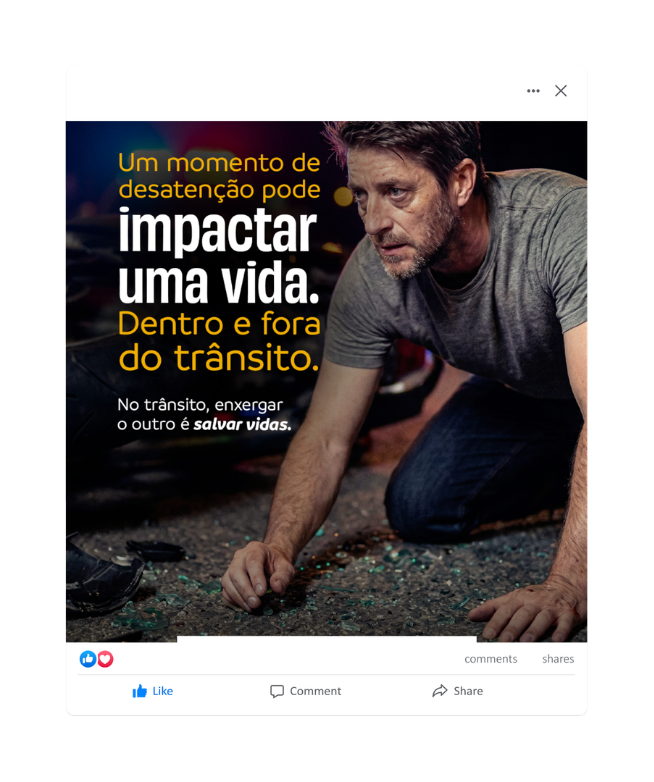 Um momento de
desatenção pode
impactar
uma vida.
Dentro e fora
do trânsito.
No trânsito, enxergar
o outro é salvar vidas.
comments shares
Like Comment Share